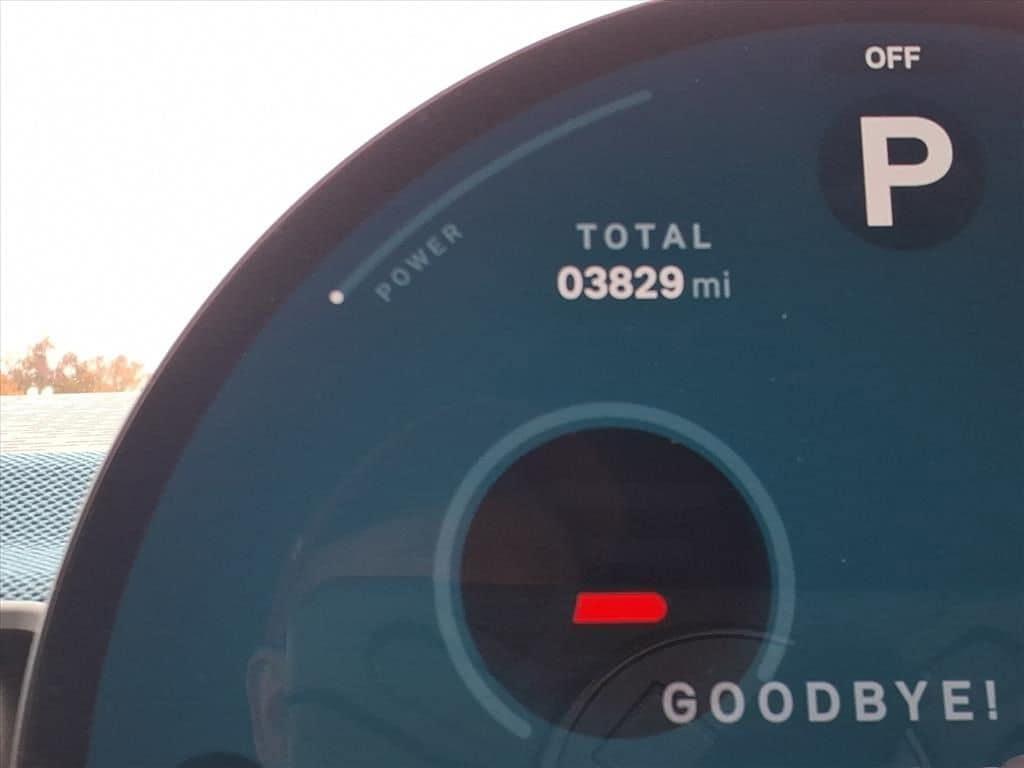 OFF
P
POWER
TOTAL
03829 mi
GOODBYE!